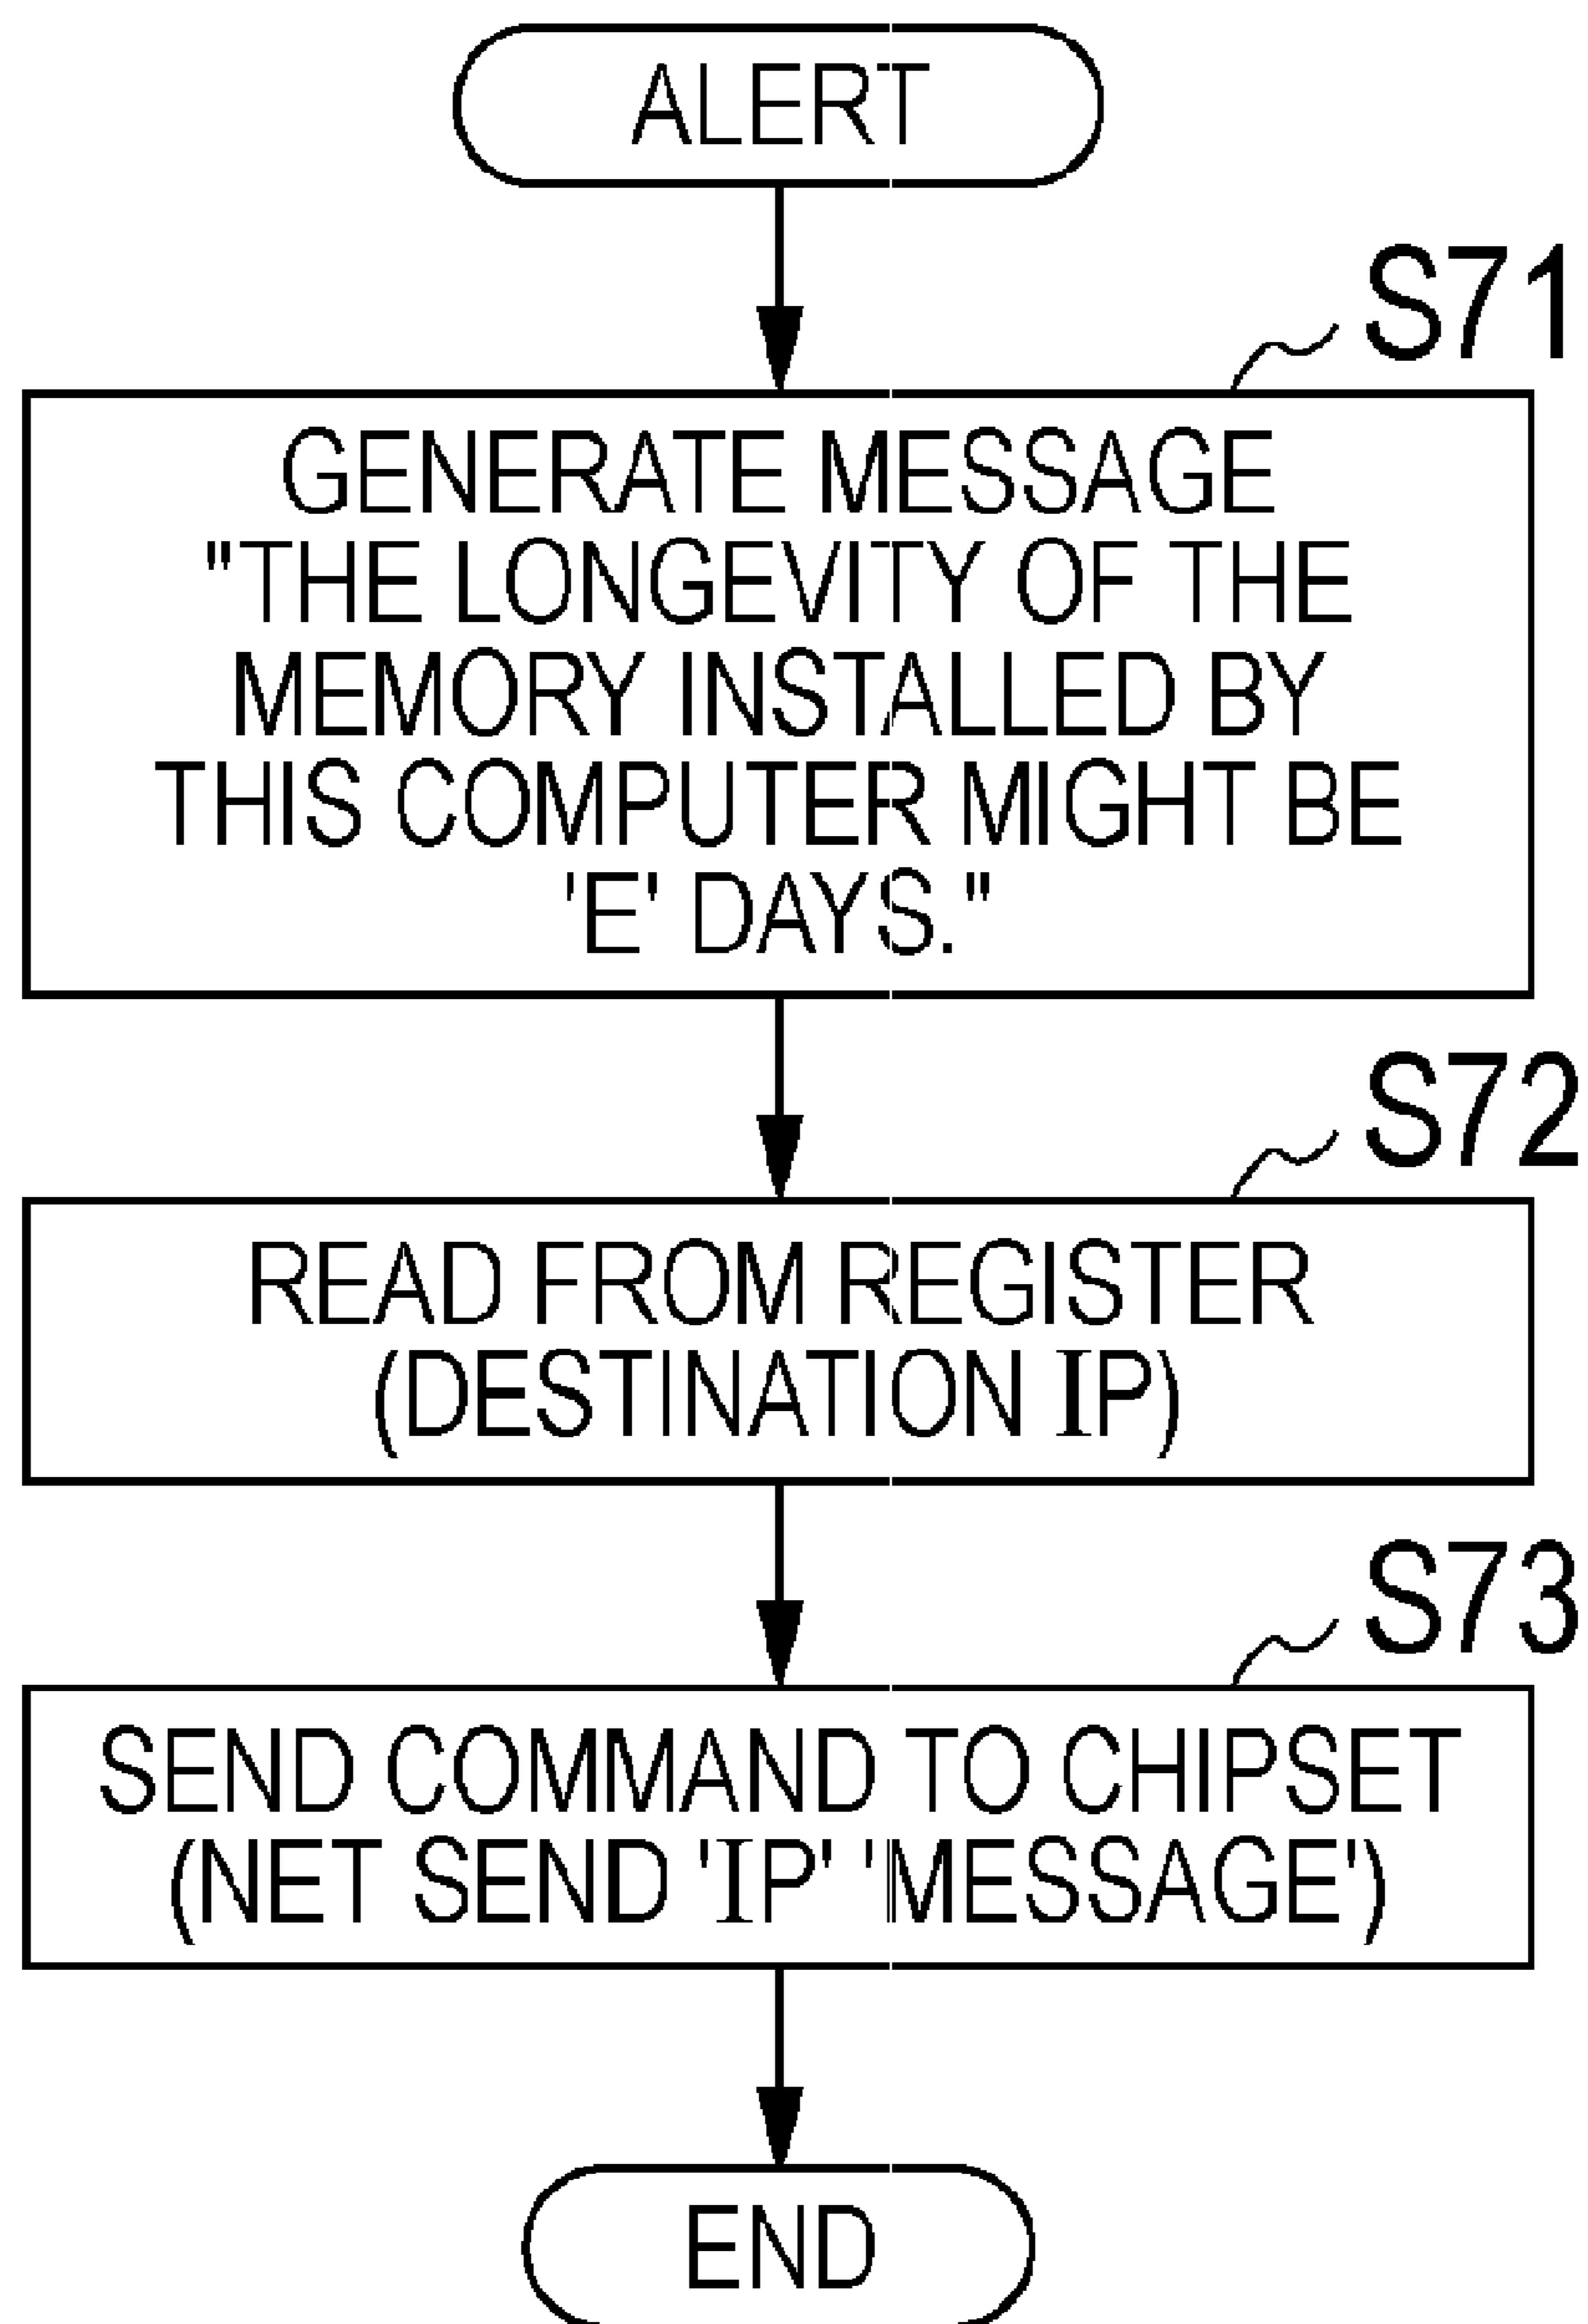 ALERT
S71
GENERATE MESSAGE
"THE LONGEVITY OF THE
MEMORY INSTALLED BY
THIS COMPUTER MIGHT BE
'E' DAYS."
S72
READ FROM REGISTER
(DESTINATION IP)
S73
SEND COMMAND TO CHIPSET
(NET SEND 'IP' 'MESSAGE')
END